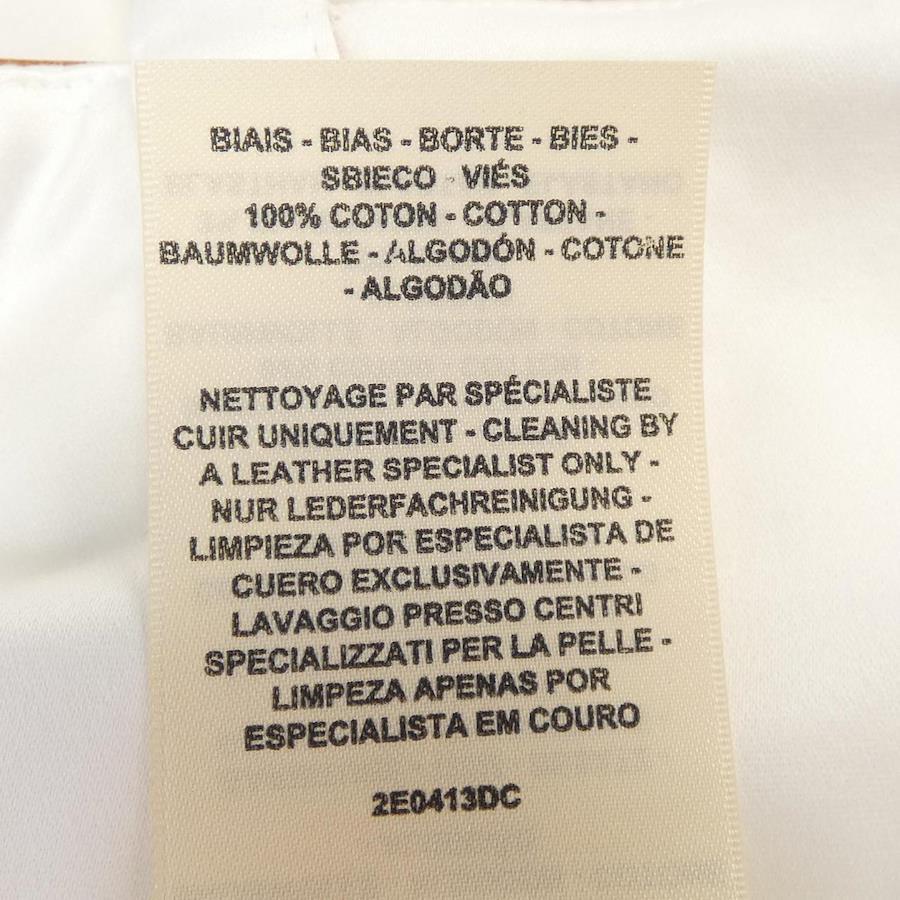 BIAIS - BIAS - BORTE - BIES -
SBIECO - VIÉS
100% COTON - COTTON -
BAUMWOLLE - ALGODÓN - COTONE
- ALGODÃO
NETTOYAGE PAR SPÉCIALISTE
CUIR UNIQUEMENT - CLEANING BY
A LEATHER SPECIALIST ONLY -
NUR LEDERFACHREINIGUNG -
LIMPIEZA POR ESPECIALISTA DE
CUERO EXCLUSIVAMENTE -
LAVAGGIO PRESSO CENTRI
SPECIALIZZATI PER LA PELLE -
LIMPEZA APENAS POR
ESPECIALISTA EM COURO
2E0413DC